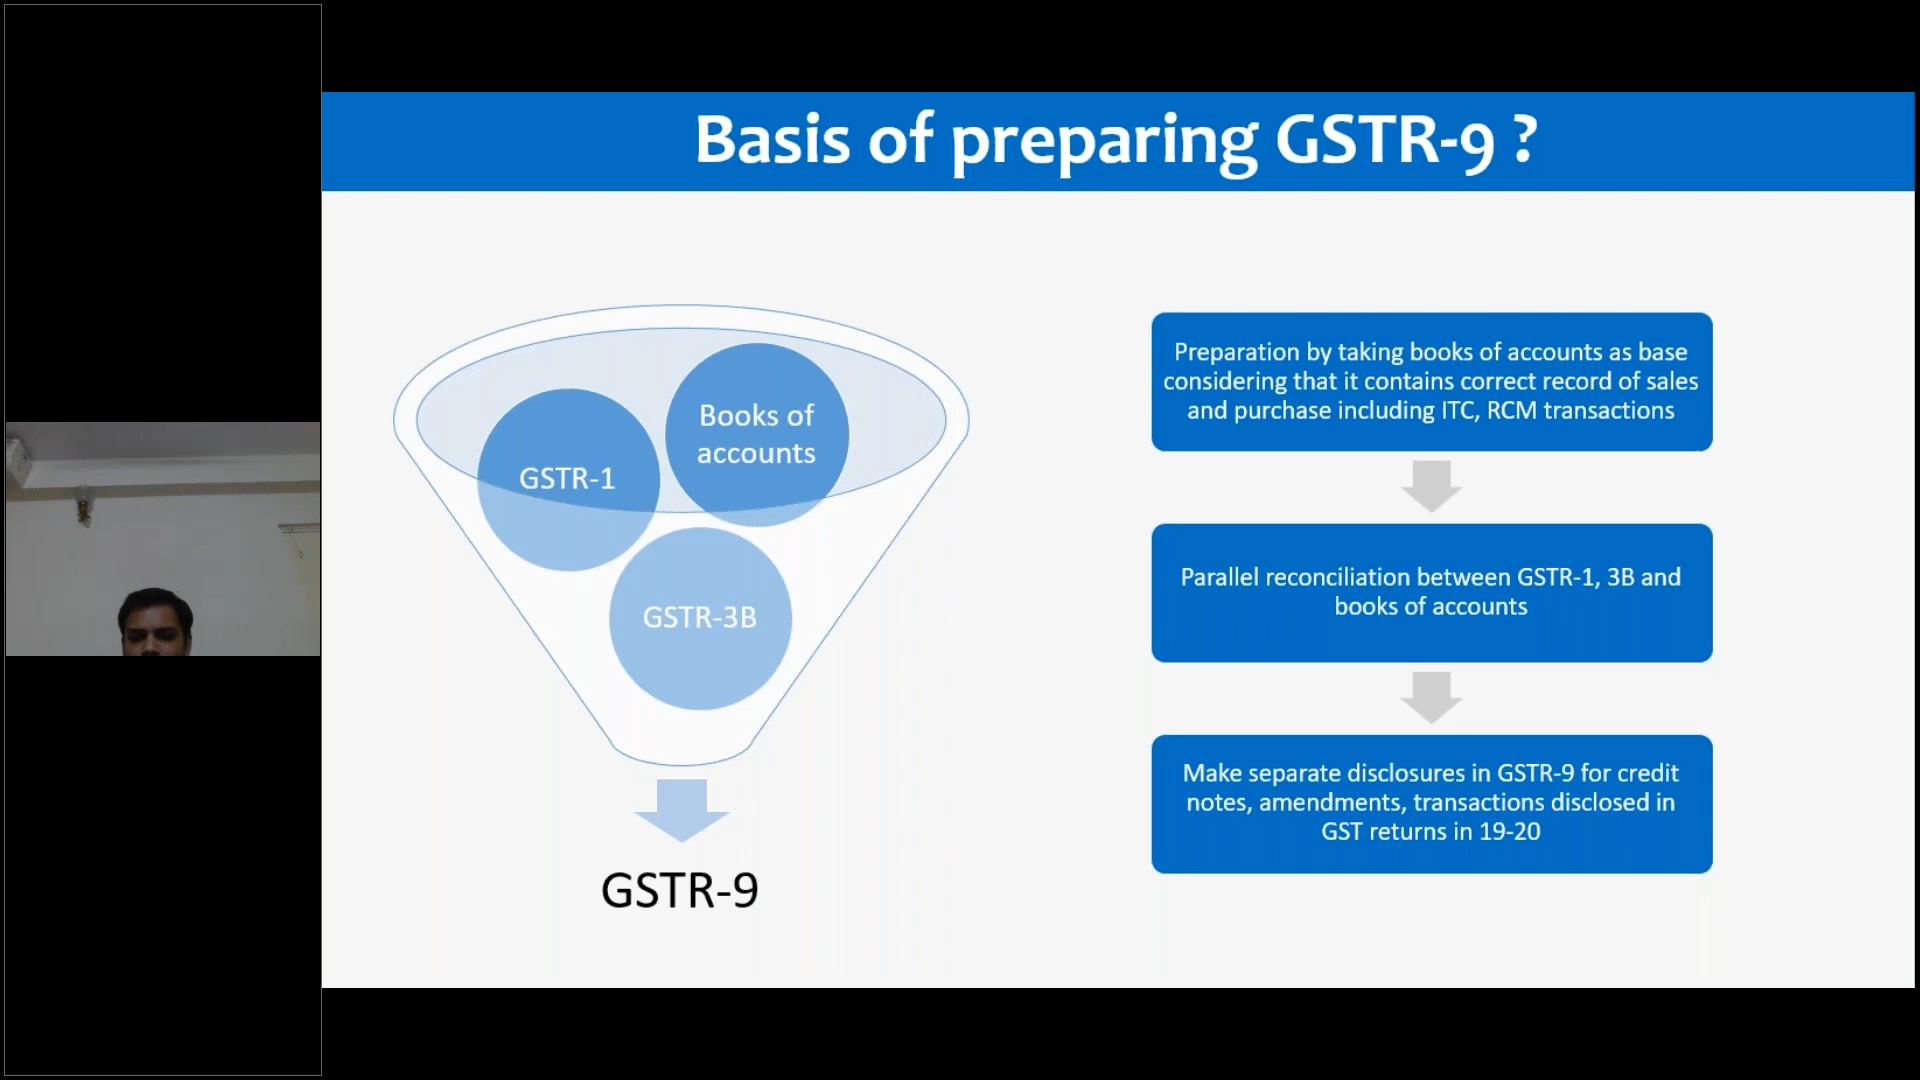 Basis of preparing GSTR-9 ?
GSTR-1
Books of
accounts
GSTR-3B
GSTR-9
Preparation by taking books of accounts as base
considering that it contains correct record of sales
and purchase including ITC, RCM transactions
Parallel reconciliation between GSTR-1, 3B and
books of accounts
Make separate disclosures in GSTR-9 for credit
notes, amendments, transactions disclosed in
GST returns in 19-20